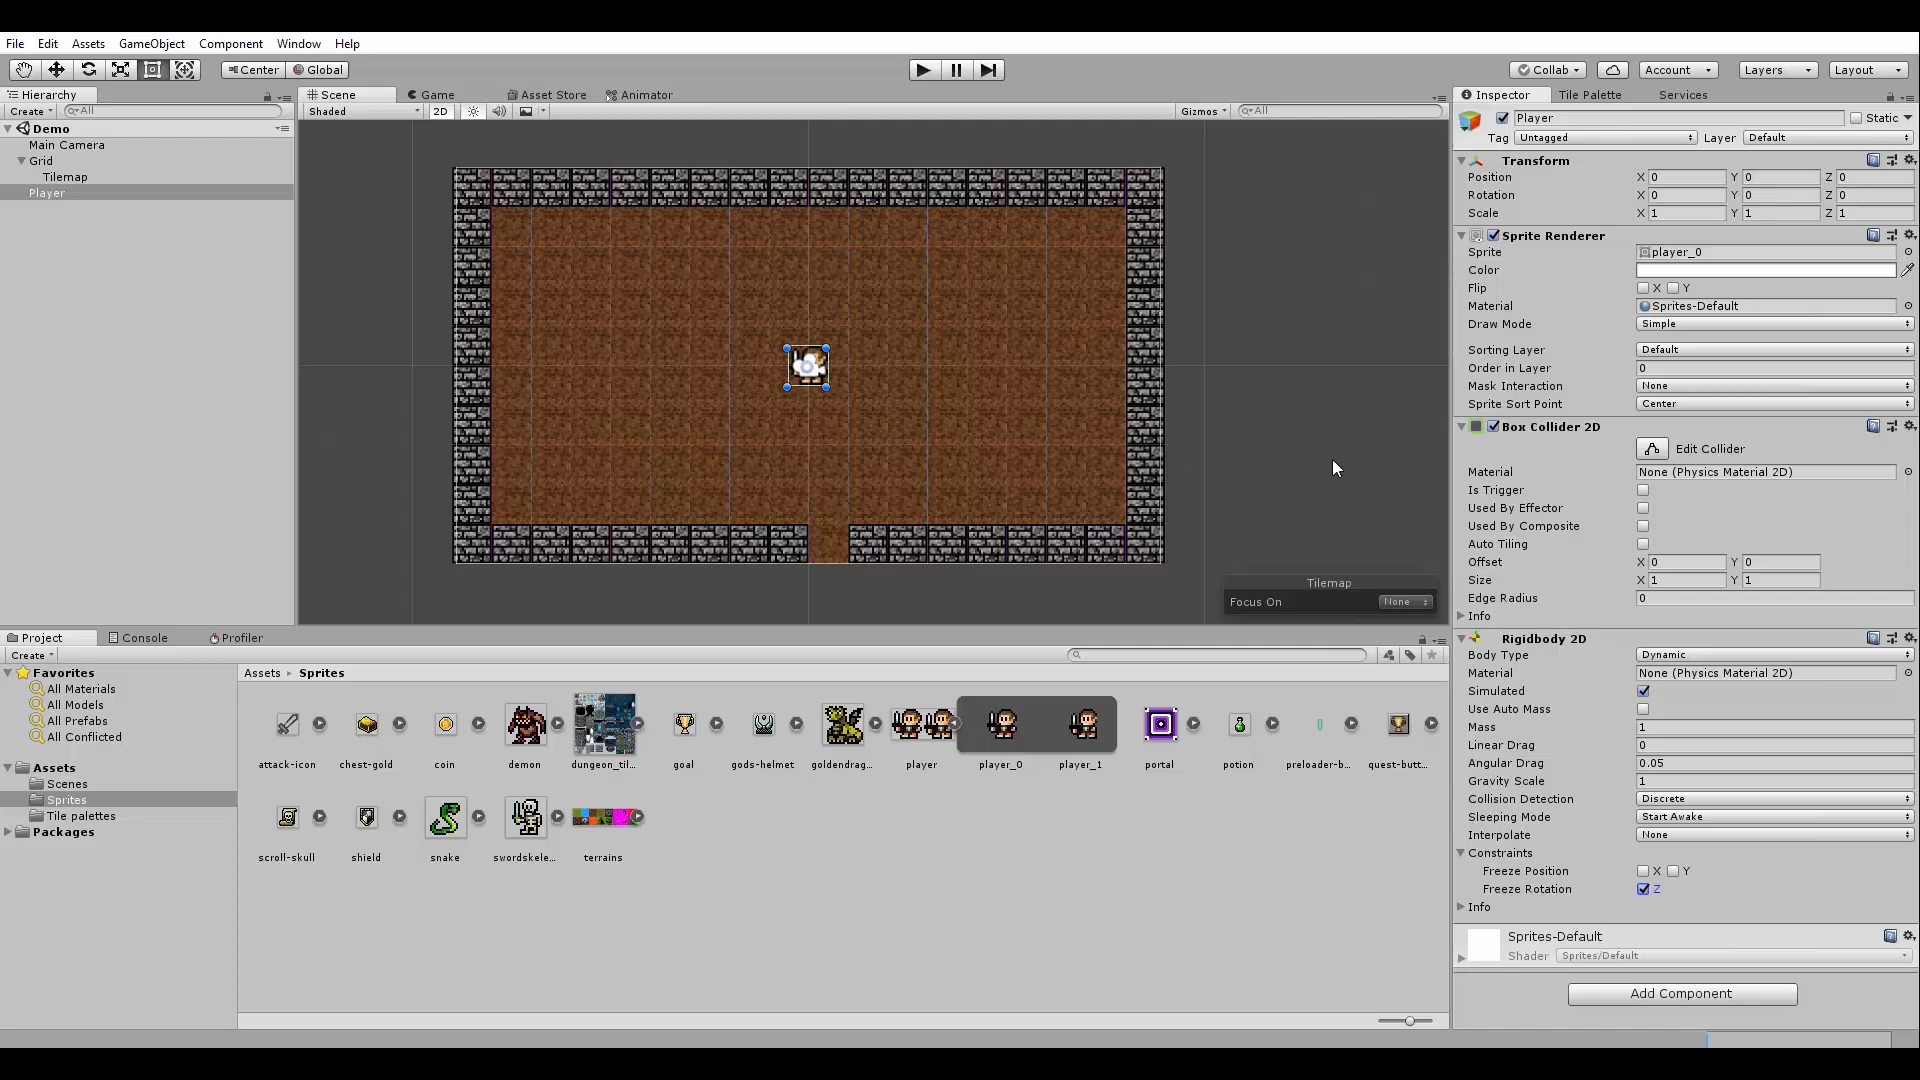 File Edit Assets GameObject Component Window Help
Center Global Collab Account Layers Layout
Hierarchy
Create All
Demo
Main Camera
Grid
Tilemap
Player
Scene Game Asset Store Animator
Shaded 2D Gizmos All
Tilemap
Focus On None
Project Console Profiler
Create
Favorites
All Materials
All Models
All Prefabs
All Conflicted
Assets
Scenes
Sprites
Tile palettes
Packages
Assets Sprites
attack-icon chest-gold coin demon dungeon_til... goal gods-helmet goldendrag... player player_0 player_1 portal potion preloader-b... quest-butt...
scroll-skull shield snake swordskele... terrains
Inspector Tile Palette Services
Player Static
Tag Untagged Layer Default
Transform
Position X 0 Y 0 Z 0
Rotation X 0 Y 0 Z 0
Scale X 1 Y 1 Z 1
Sprite Renderer
Sprite player_0
Color
Flip X Y
Material Sprites-Default
Draw Mode Simple
Sorting Layer Default
Order in Layer 0
Mask Interaction None
Sprite Sort Point Center
Box Collider 2D
Edit Collider
Material None (Physics Material 2D)
Is Trigger
Used By Effector
Used By Composite
Auto Tiling
Offset X 0 Y 0
Size X 1 Y 1
Edge Radius 0
Info
Rigidbody 2D
Body Type Dynamic
Material None (Physics Material 2D)
Simulated
Use Auto Mass
Mass 1
Linear Drag 0
Angular Drag 0.05
Gravity Scale 1
Collision Detection Discrete
Sleeping Mode Start Awake
Interpolate None
Constraints
Freeze Position X Y
Freeze Rotation Z
Info
Sprites-Default
Shader Sprites/Default
Add Component